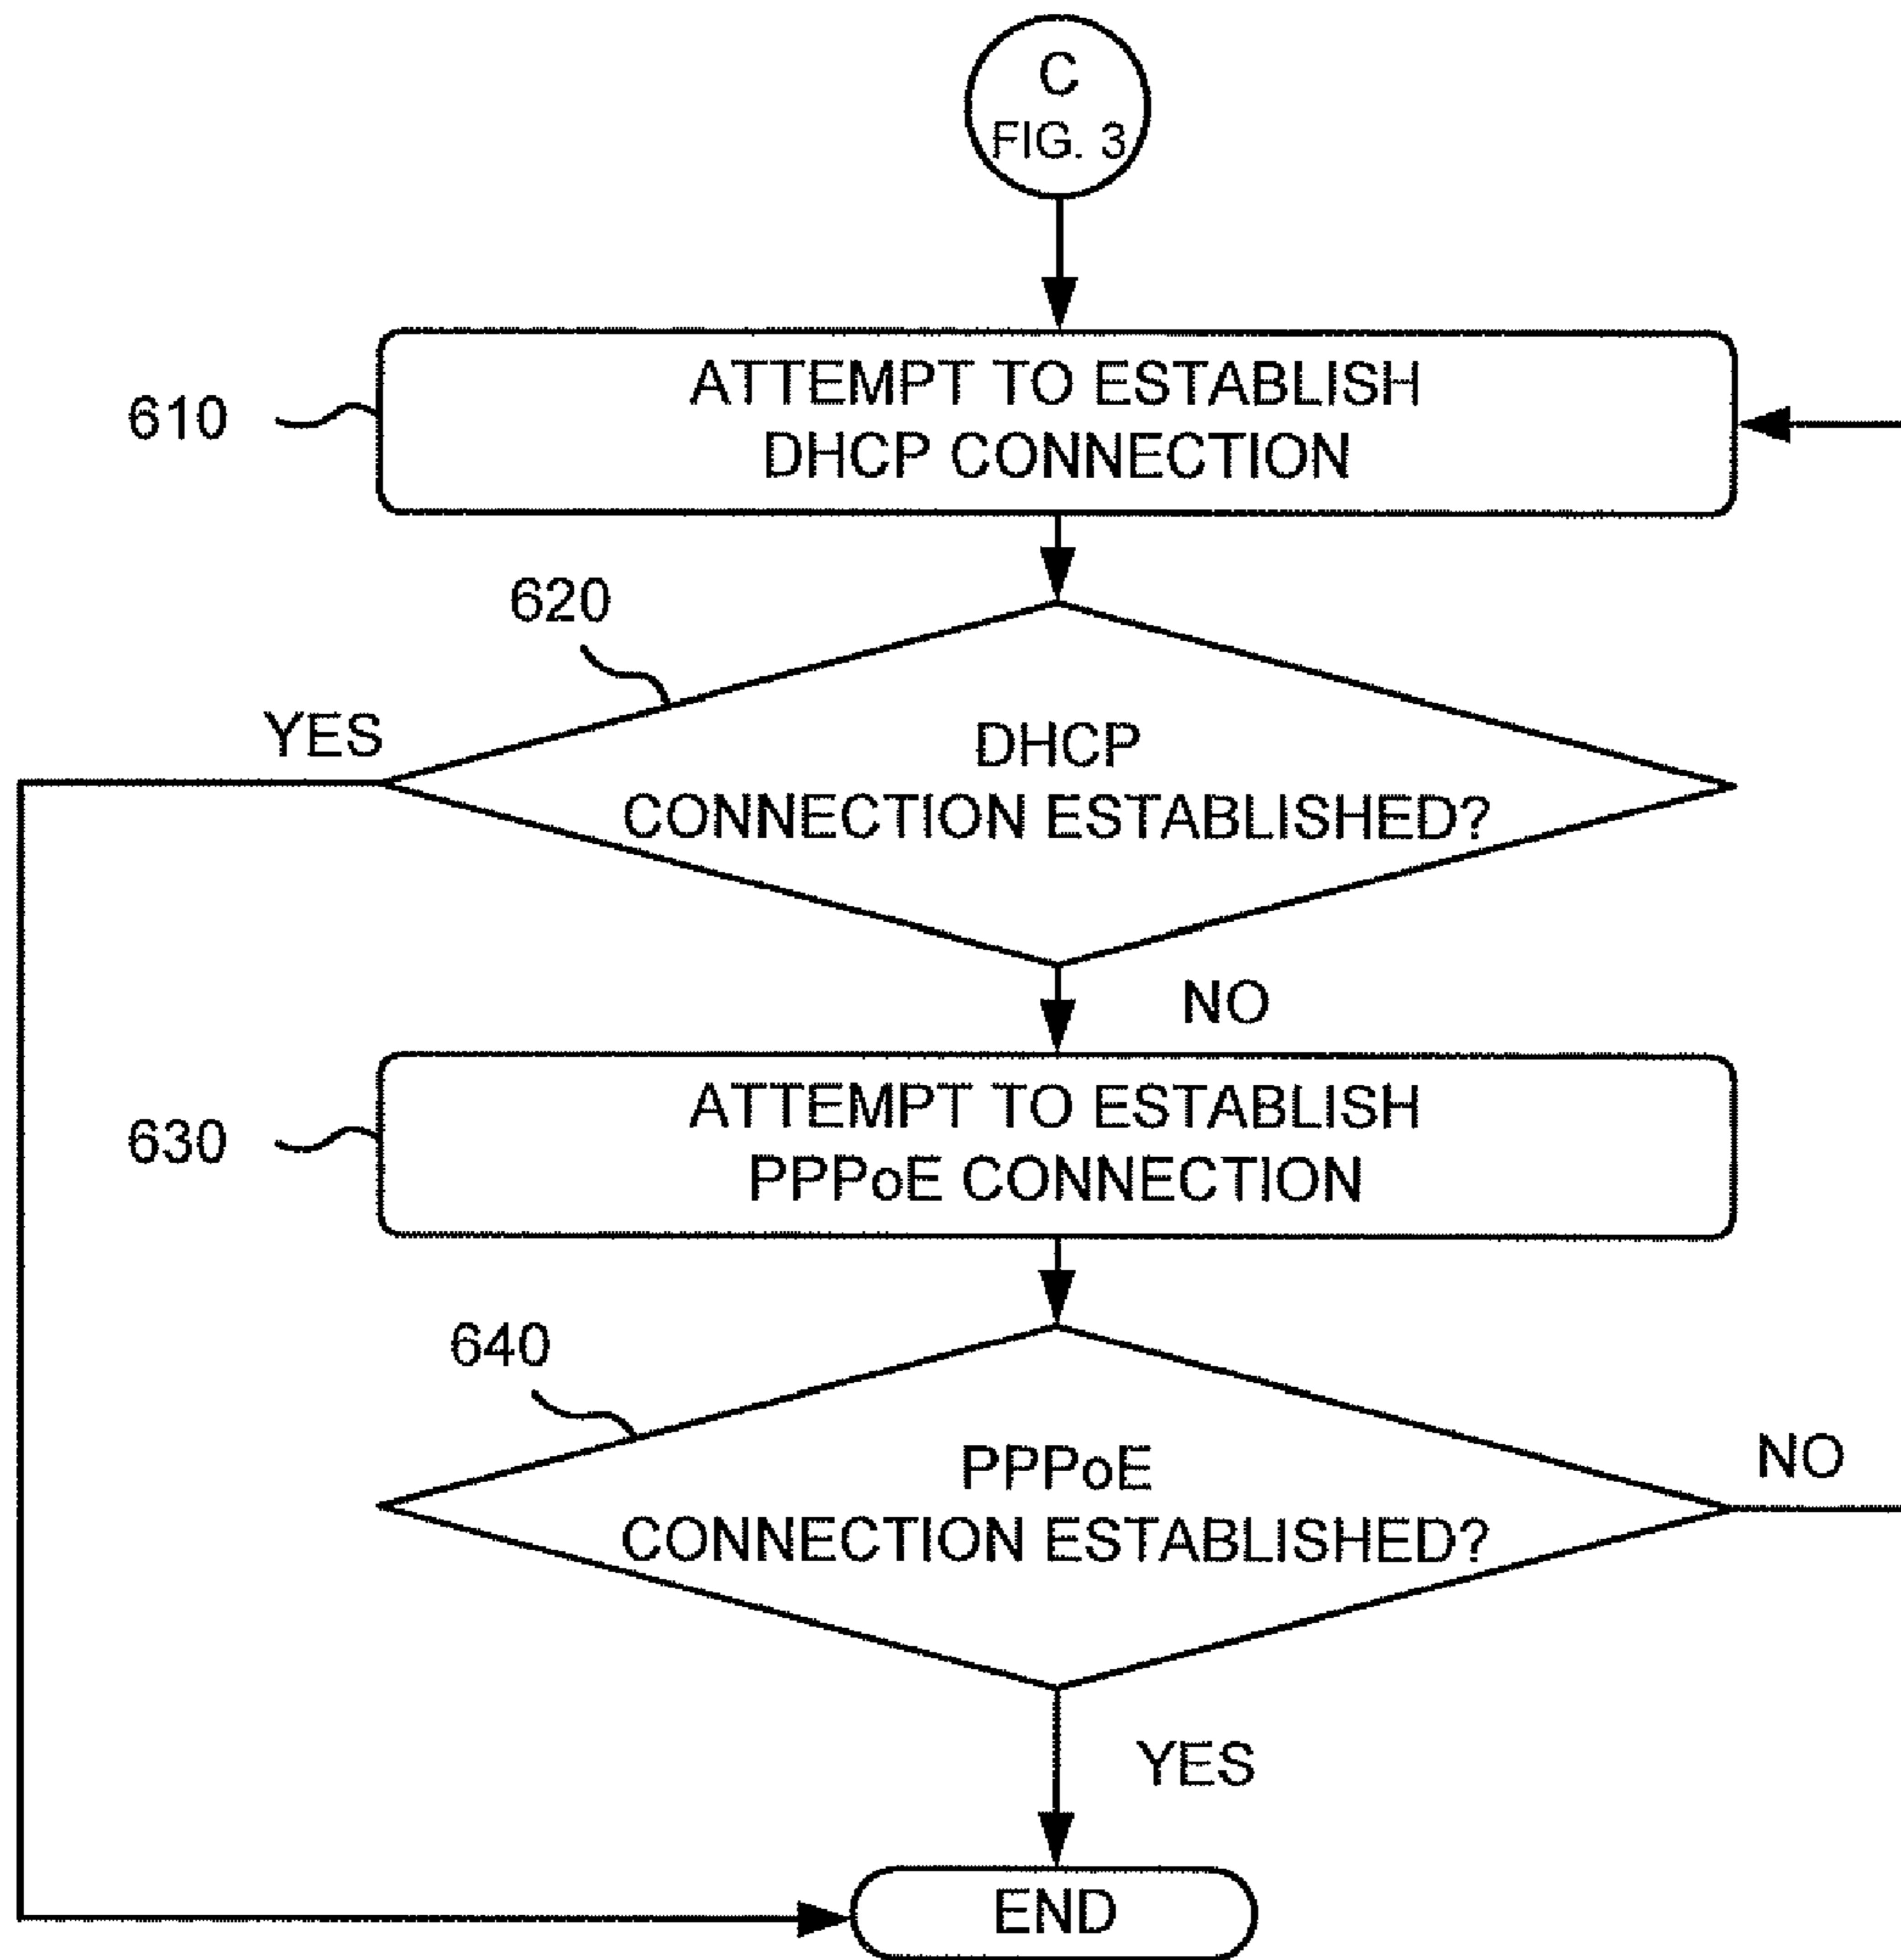 C
FIG. 3
610
ATTEMPT TO ESTABLISH
DHCP CONNECTION
620
YES
DHCP
CONNECTION ESTABLISHED?
NO
630
ATTEMPT TO ESTABLISH
PPPoE CONNECTION
640
PPPoE
CONNECTION ESTABLISHED?
NO
YES
END